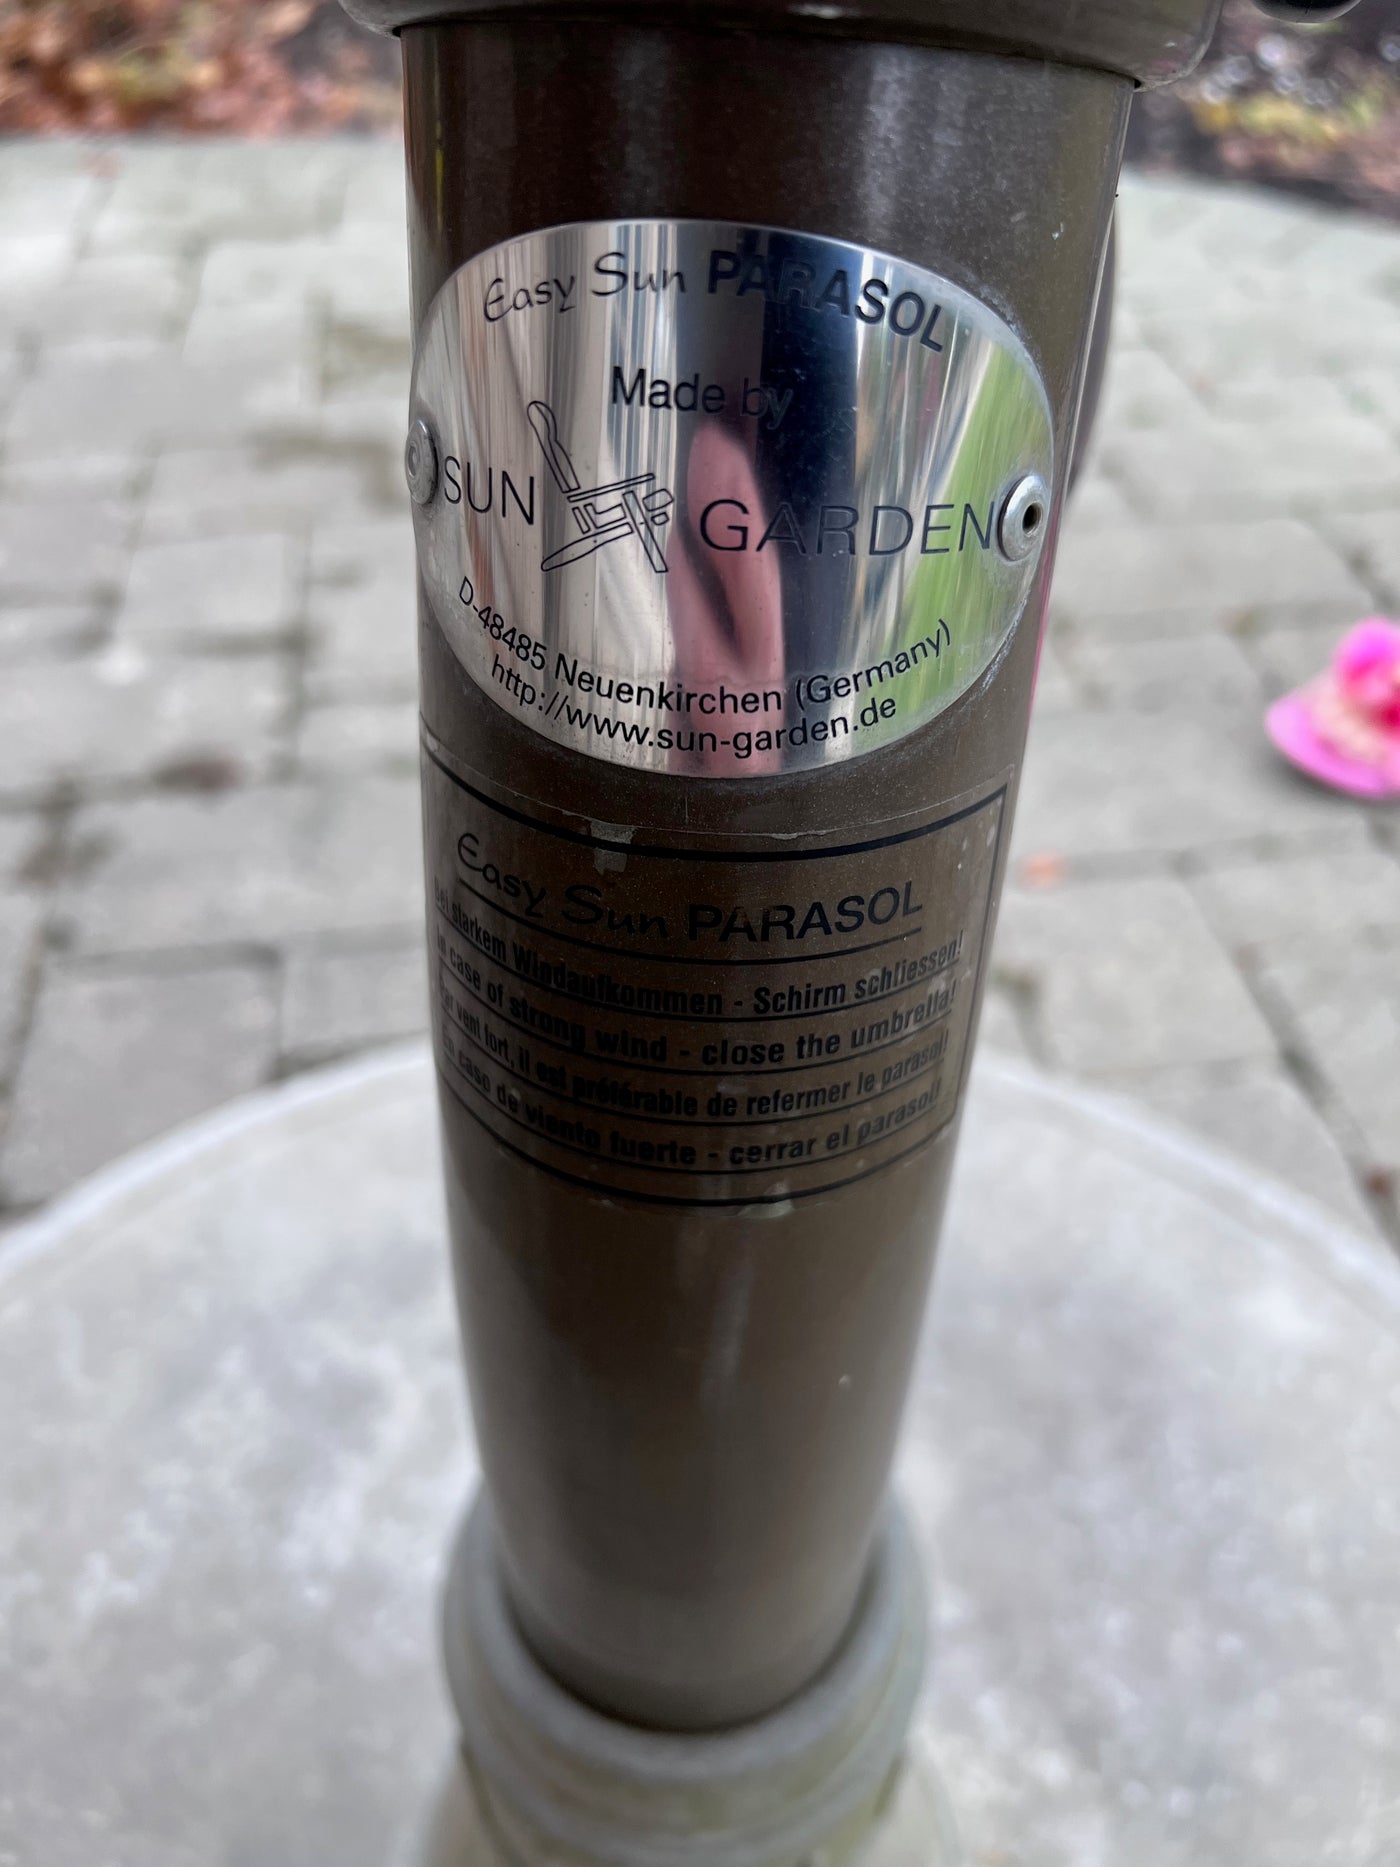 Easy Sun PARASOL
Made by
SUN GARDEN
D-48485 Neuenkirchen (Germany)
http://www.sun-garden.de
Easy Sun PARASOL
Bei starkem Windaufkommen - Schirm schliessen!
In case of strong wind - close the umbrella!
Par vent fort, il est préférable de refermer le parasol!
En caso de viento fuerte - cerrar el parasol!